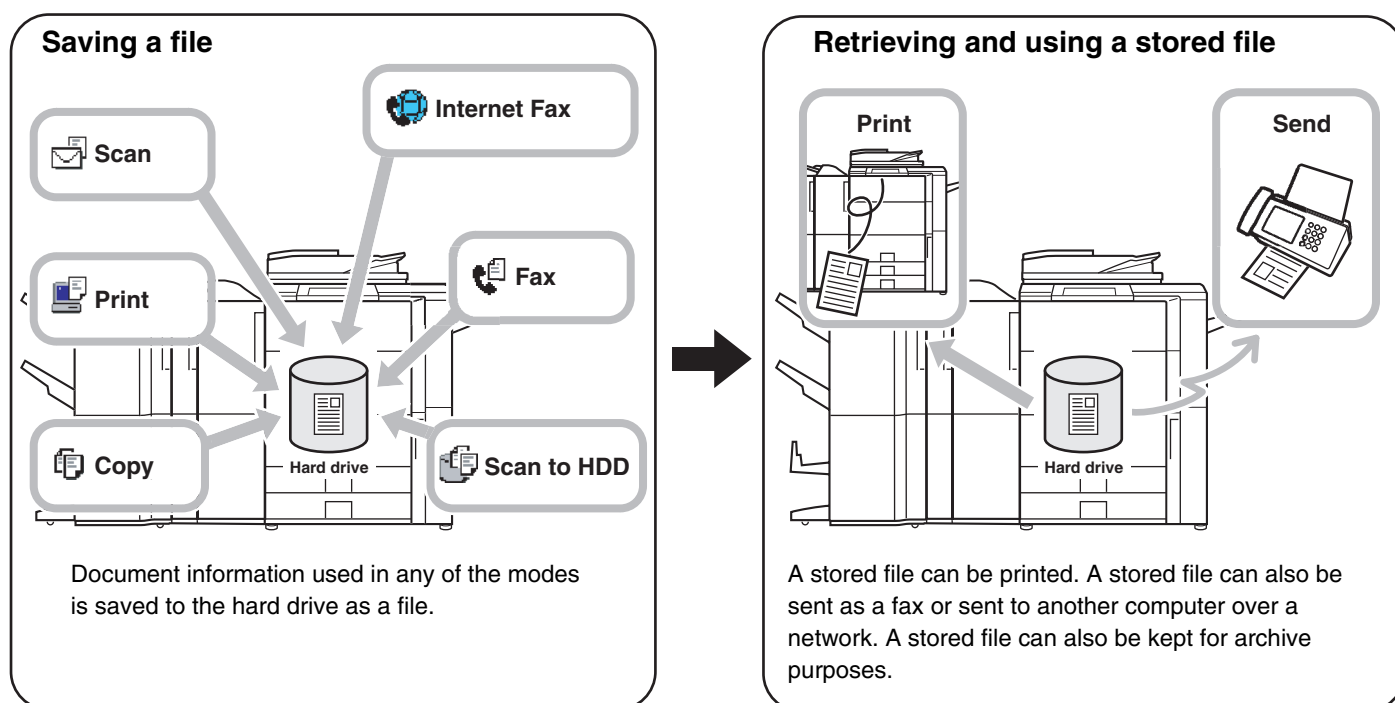 Saving a file
Internet Fax
Scan
Print
Fax
Copy
Hard drive
Scan to HDD
Document information used in any of the modes
is saved to the hard drive as a file.
Retrieving and using a stored file
Print
Send
Hard drive
A stored file can be printed. A stored file can also be
sent as a fax or sent to another computer over a
network. A stored file can also be kept for archive
purposes.